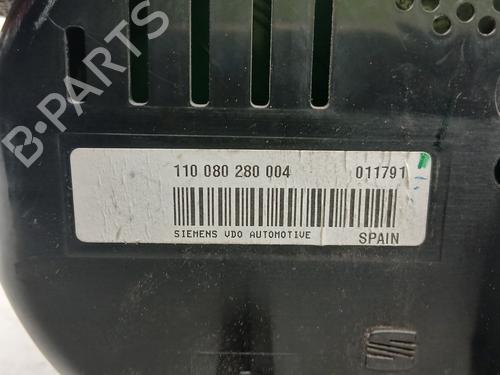 B-PARTS
110 080 280 004 011791
SIEMENS VDO AUTOMOTIVE SPAIN